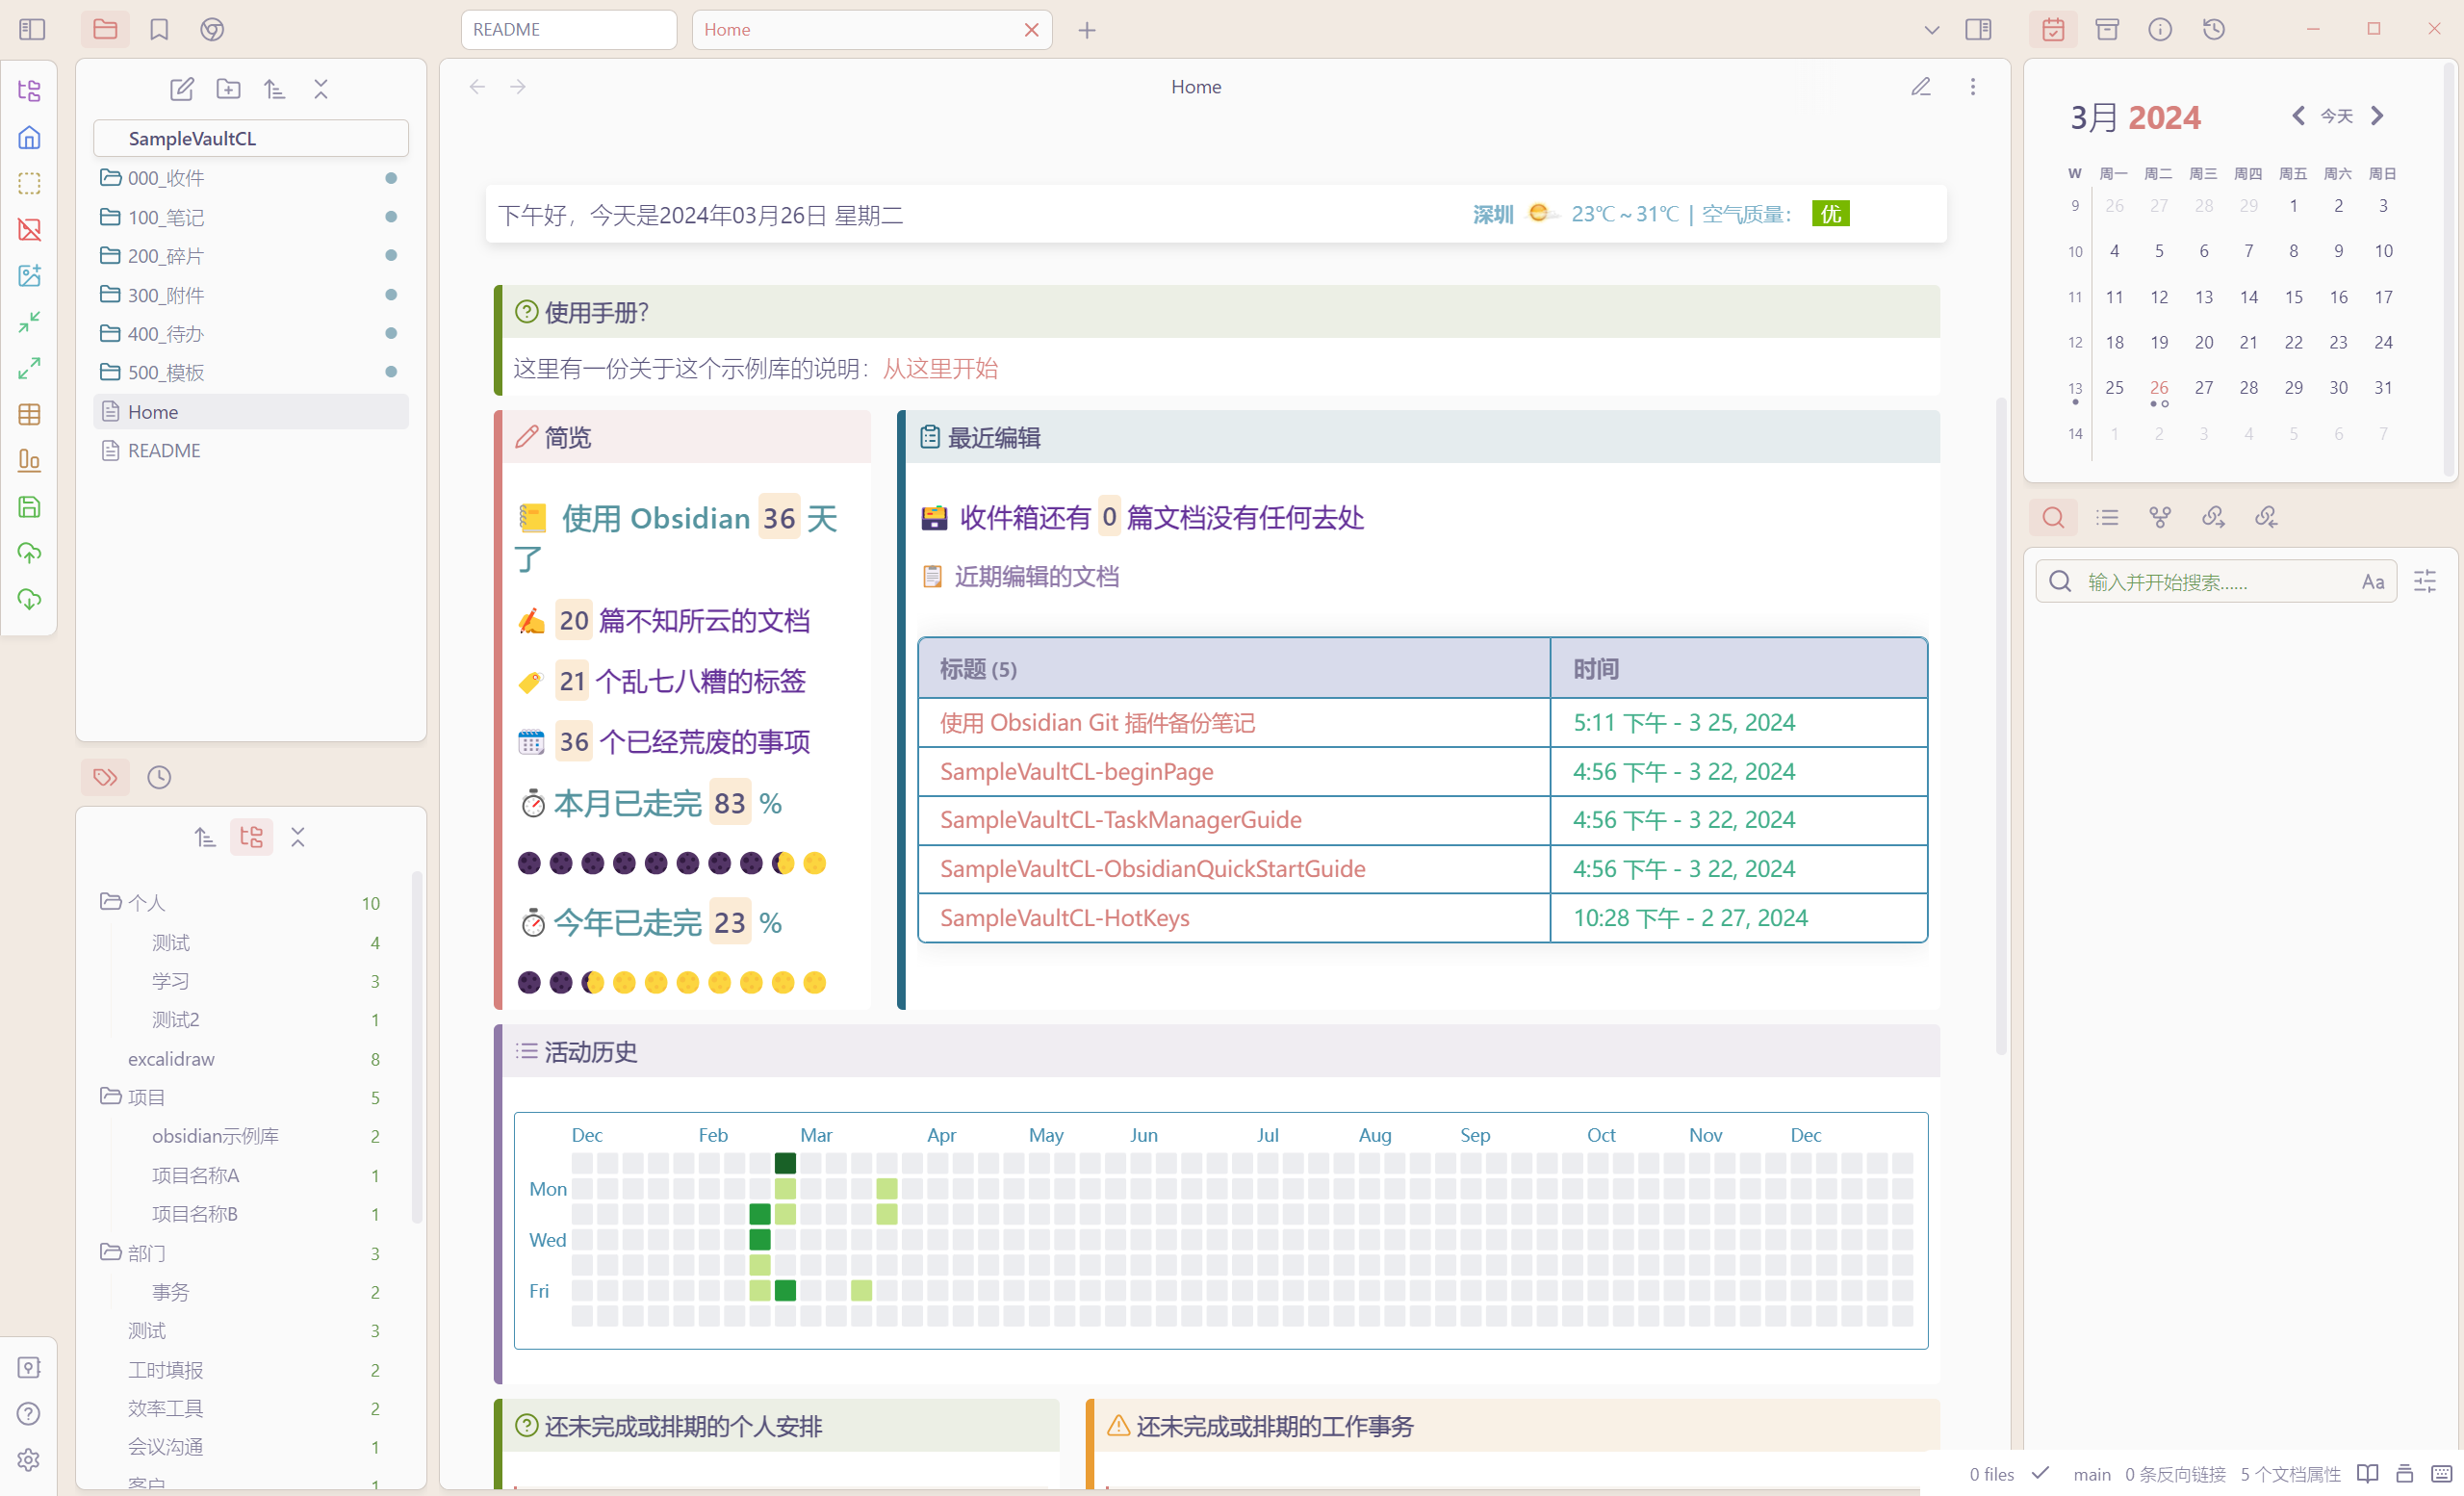 README
Home
SampleVaultCL
000_收件
100_笔记
200_碎片
300_附件
400_待办
500_模板
Home
README
个人 10
测试 4
学习 3
测试2 1
excalidraw 8
项目 5
obsidian示例库 2
项目名称A 1
项目名称B 1
部门 3
事务 2
测试 3
工时填报 2
效率工具 2
会议沟通 1
客户 1
Home
下午好，今天是2024年03月26日 星期二
深圳 23℃~31℃ | 空气质量： 优
使用手册?
这里有一份关于这个示例库的说明：从这里开始
简览
使用 Obsidian 36 天
了
20 篇不知所云的文档
21 个乱七八糟的标签
36 个已经荒废的事项
本月已走完 83 %
今年已走完 23 %
最近编辑
收件箱还有 0 篇文档没有任何去处
近期编辑的文档
标题 (5) 时间
使用 Obsidian Git 插件备份笔记 5:11 下午 - 3 25, 2024
SampleVaultCL-beginPage 4:56 下午 - 3 22, 2024
SampleVaultCL-TaskManagerGuide 4:56 下午 - 3 22, 2024
SampleVaultCL-ObsidianQuickStartGuide 4:56 下午 - 3 22, 2024
SampleVaultCL-HotKeys 10:28 下午 - 2 27, 2024
活动历史
Dec Feb Mar Apr May Jun Jul Aug Sep Oct Nov Dec
Mon
Wed
Fri
还未完成或排期的个人安排
还未完成或排期的工作事务
3月 2024 今天
W 周一 周二 周三 周四 周五 周六 周日
9 26 27 28 29 1 2 3
10 4 5 6 7 8 9 10
11 11 12 13 14 15 16 17
12 18 19 20 21 22 23 24
13 25 26 27 28 29 30 31
14 1 2 3 4 5 6 7
输入并开始搜索...... Aa
0 files main 0 条反向链接 5 个文档属性